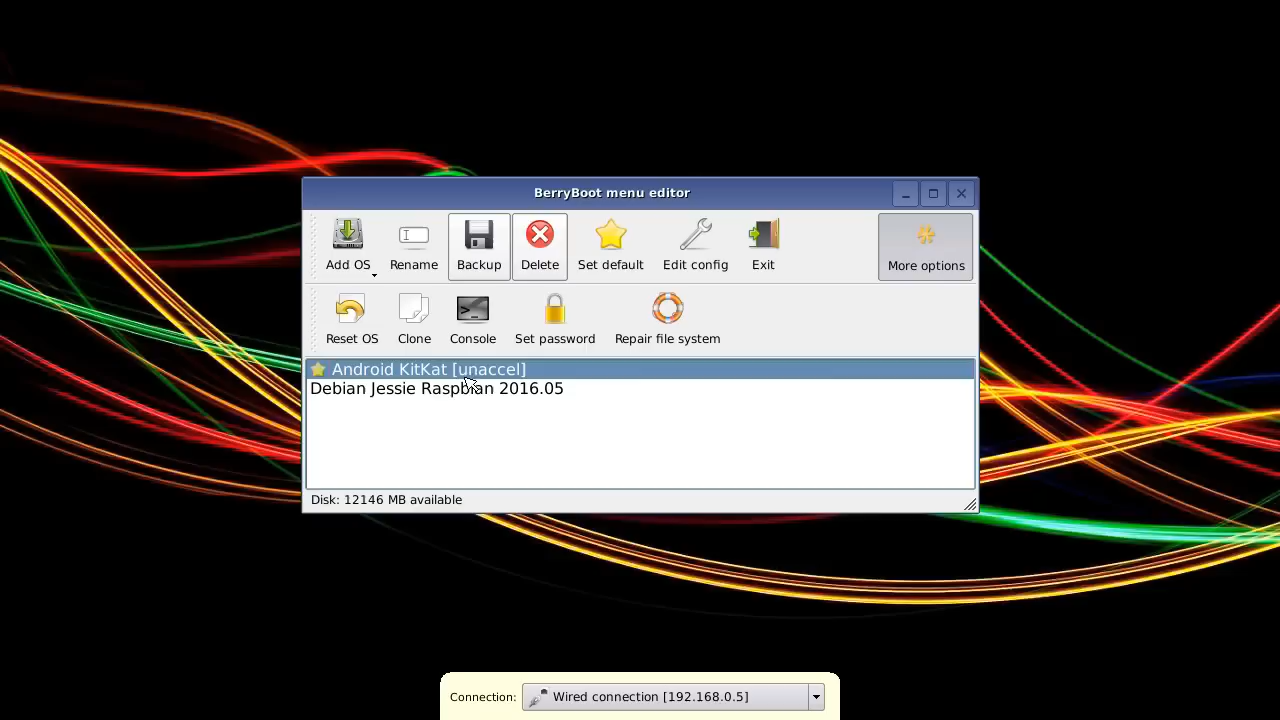 BerryBoot menu editor
Add OS Rename Backup Delete Set default Edit config Exit More options
Reset OS Clone Console Set password Repair file system
Android KitKat [unaccel]
Debian Jessie Raspbian 2016.05
Disk: 12146 MB available
Connection: Wired connection [192.168.0.5]